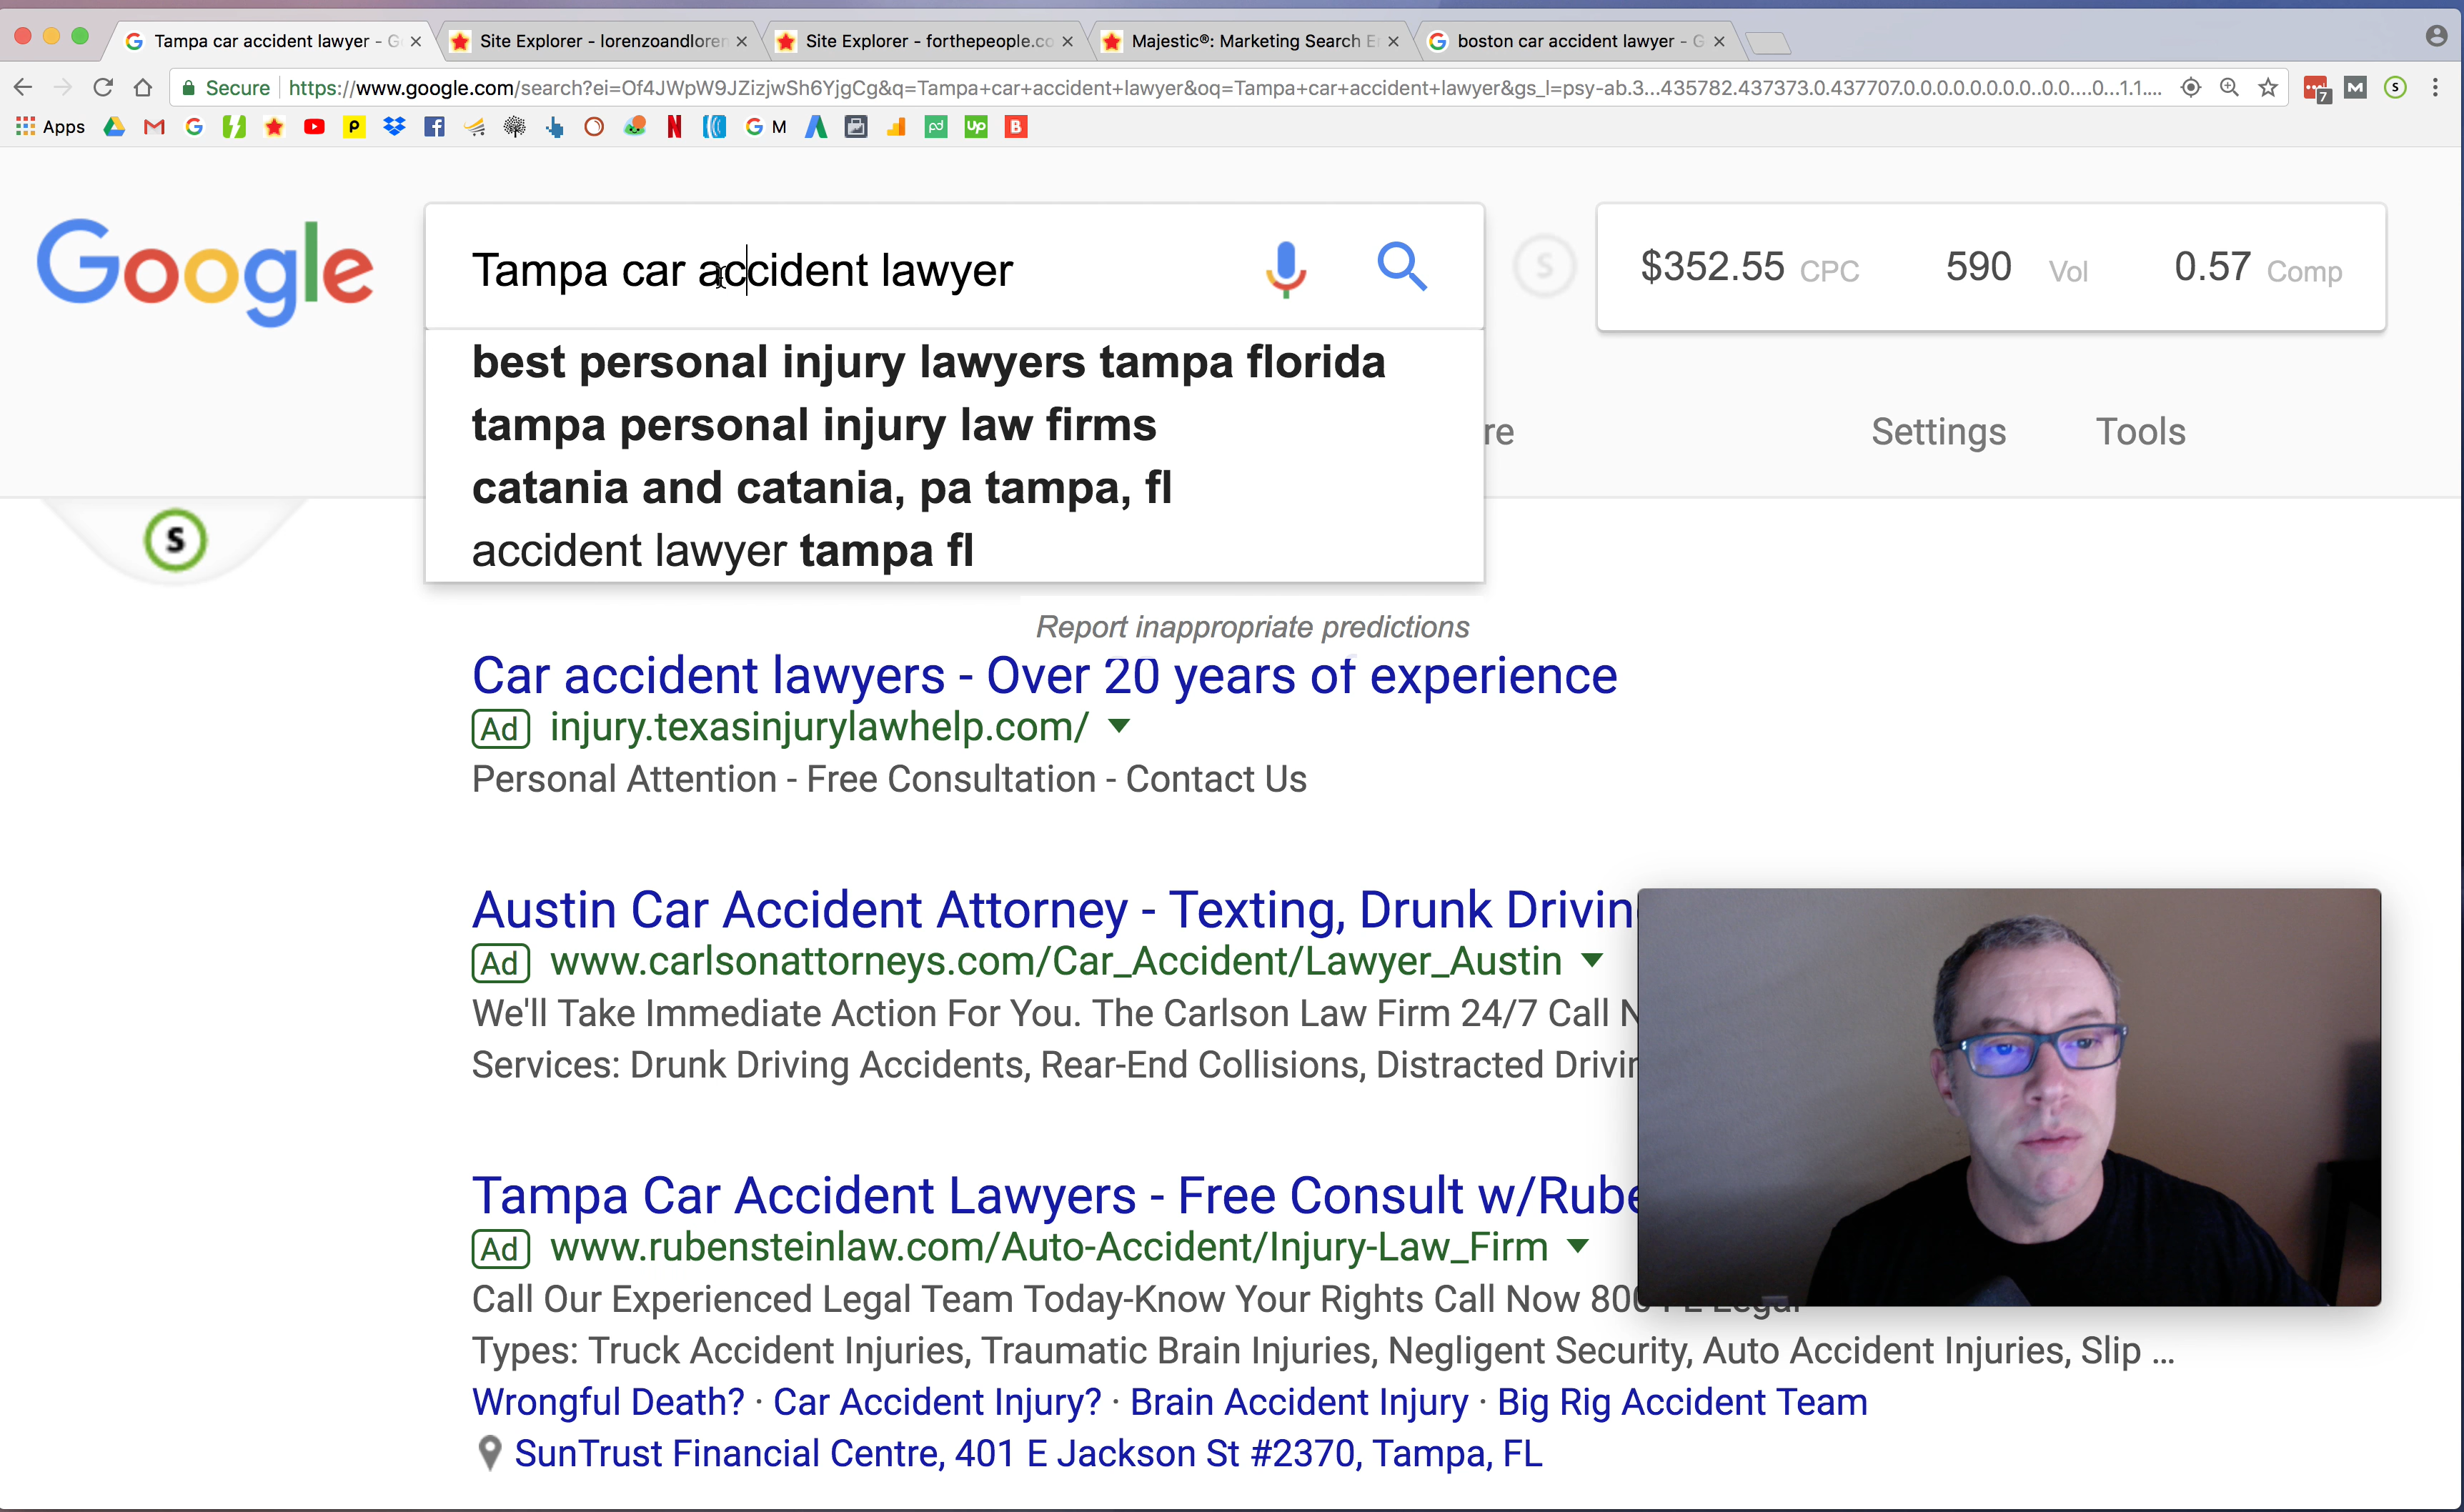 Tampa car accident lawyer - G
Site Explorer - lorenzoandloren
Site Explorer - forthepeople.co
Majestic®: Marketing Search E
boston car accident lawyer - G
Secure
https://www.google.com/search?ei=Of4JWpW9JZizjwSh6YjgCg&q=Tampa+car+accident+lawyer&oq=Tampa+car+accident+lawyer&gs_l=psy-ab.3...435782.437373.0.437707.0.0.0.0.0.0.0..0.0....0...1.1....
7
M
S
Apps
G M
pd
Up
B
Google
Tampa car accident lawyer
S
$352.55 CPC 590 Vol 0.57 Comp
best personal injury lawyers tampa florida
tampa personal injury law firms
catania and catania, pa tampa, fl
accident lawyer tampa fl
re
Settings
Tools
S
Report inappropriate predictions
Car accident lawyers - Over 20 years of experience
Ad injury.texasinjurylawhelp.com/
Personal Attention - Free Consultation - Contact Us
Austin Car Accident Attorney - Texting, Drunk Drivin
Ad www.carlsonattorneys.com/Car_Accident/Lawyer_Austin
We'll Take Immediate Action For You. The Carlson Law Firm 24/7 Call N
Services: Drunk Driving Accidents, Rear-End Collisions, Distracted Drivin
Tampa Car Accident Lawyers - Free Consult w/Rube
Ad www.rubensteinlaw.com/Auto-Accident/Injury-Law_Firm
Call Our Experienced Legal Team Today-Know Your Rights Call Now 800 FL Legal
Types: Truck Accident Injuries, Traumatic Brain Injuries, Negligent Security, Auto Accident Injuries, Slip ...
Wrongful Death? · Car Accident Injury? · Brain Accident Injury · Big Rig Accident Team
SunTrust Financial Centre, 401 E Jackson St #2370, Tampa, FL